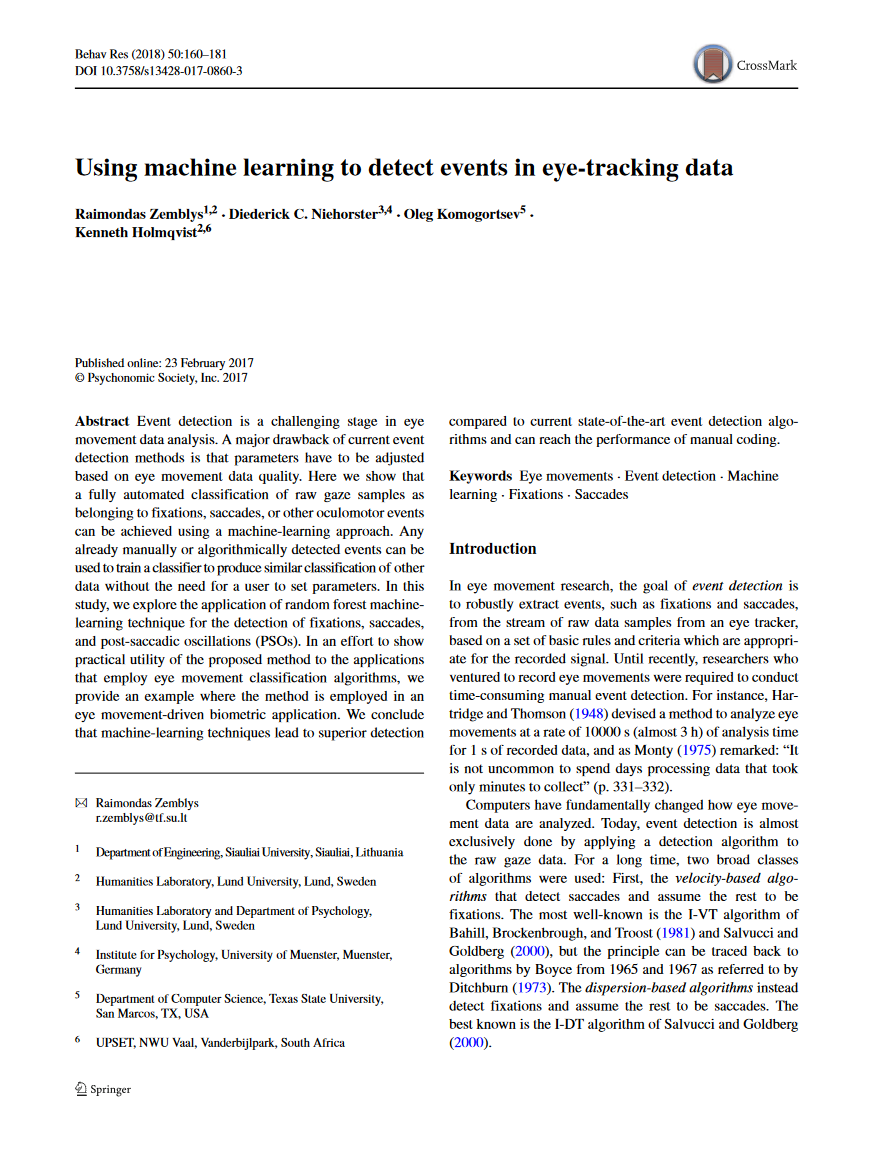 Behav Res (2018) 50:160–181
DOI 10.3758/s13428-017-0860-3
CrossMark
Using machine learning to detect events in eye-tracking data
Raimondas Zemblys1,2 · Diederick C. Niehorster3,4 · Oleg Komogortsev5 ·
Kenneth Holmqvist2,6
Published online: 23 February 2017
© Psychonomic Society, Inc. 2017
Abstract Event detection is a challenging stage in eye
movement data analysis. A major drawback of current event
detection methods is that parameters have to be adjusted
based on eye movement data quality. Here we show that
a fully automated classification of raw gaze samples as
belonging to fixations, saccades, or other oculomotor events
can be achieved using a machine-learning approach. Any
already manually or algorithmically detected events can be
used to train a classifier to produce similar classification of other
data without the need for a user to set parameters. In this
study, we explore the application of random forest machine-
learning technique for the detection of fixations, saccades,
and post-saccadic oscillations (PSOs). In an effort to show
practical utility of the proposed method to the applications
that employ eye movement classification algorithms, we
provide an example where the method is employed in an
eye movement-driven biometric application. We conclude
that machine-learning techniques lead to superior detection
compared to current state-of-the-art event detection algo-
rithms and can reach the performance of manual coding.
Keywords Eye movements · Event detection · Machine
learning · Fixations · Saccades
Introduction
In eye movement research, the goal of event detection is
to robustly extract events, such as fixations and saccades,
from the stream of raw data samples from an eye tracker,
based on a set of basic rules and criteria which are appropri-
ate for the recorded signal. Until recently, researchers who
ventured to record eye movements were required to conduct
time-consuming manual event detection. For instance, Har-
tridge and Thomson (1948) devised a method to analyze eye
movements at a rate of 10000 s (almost 3 h) of analysis time
for 1 s of recorded data, and as Monty (1975) remarked: “It
is not uncommon to spend days processing data that took
only minutes to collect” (p. 331–332).
Computers have fundamentally changed how eye move-
ment data are analyzed. Today, event detection is almost
exclusively done by applying a detection algorithm to
the raw gaze data. For a long time, two broad classes
of algorithms were used: First, the velocity-based algo-
rithms that detect saccades and assume the rest to be
fixations. The most well-known is the I-VT algorithm of
Bahill, Brockenbrough, and Troost (1981) and Salvucci and
Goldberg (2000), but the principle can be traced back to
algorithms by Boyce from 1965 and 1967 as referred to by
Ditchburn (1973). The dispersion-based algorithms instead
detect fixations and assume the rest to be saccades. The
best known is the I-DT algorithm of Salvucci and Goldberg
(2000).
Raimondas Zemblys
r.zemblys@tf.su.lt
1 Department of Engineering, Siauliai University, Siauliai, Lithuania
2 Humanities Laboratory, Lund University, Lund, Sweden
3 Humanities Laboratory and Department of Psychology,
Lund University, Lund, Sweden
4 Institute for Psychology, University of Muenster, Muenster,
Germany
5 Department of Computer Science, Texas State University,
San Marcos, TX, USA
6 UPSET, NWU Vaal, Vanderbijlpark, South Africa
Springer